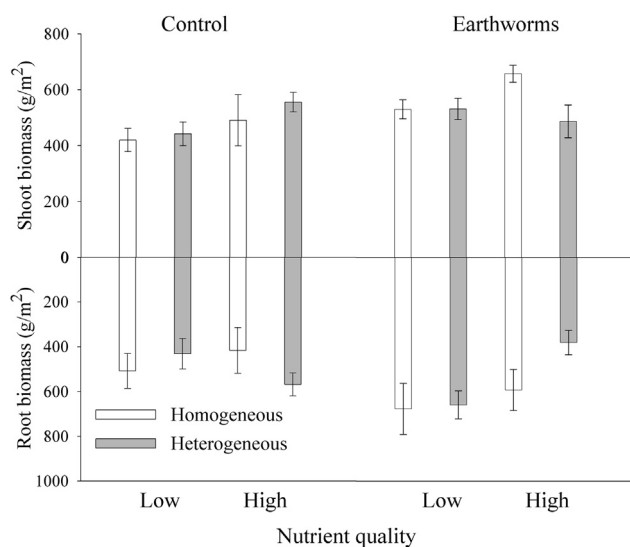 Control Earthworms
Shoot biomass (g/m²)
800
600
400
200
0
Root biomass (g/m²)
200
400
600
800
1000
Homogeneous
Heterogeneous
Low High Low High
Nutrient quality